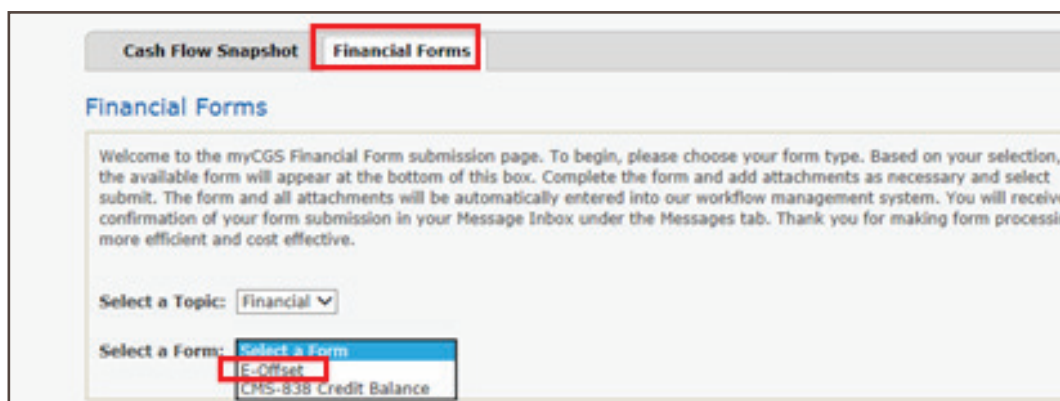 Cash Flow Snapshot Financial Forms
Financial Forms
Welcome to the myCGS Financial Form submission page. To begin, please choose your form type. Based on your selection,
the available form will appear at the bottom of this box. Complete the form and add attachments as necessary and select
submit. The form and all attachments will be automatically entered into our workflow management system. You will receive
confirmation of your form submission in your Message Inbox under the Messages tab. Thank you for making form processi
more efficient and cost effective.
Select a Topic: Financial
Select a Form: Select a Form
E-Offset
CMS-838 Credit Balance